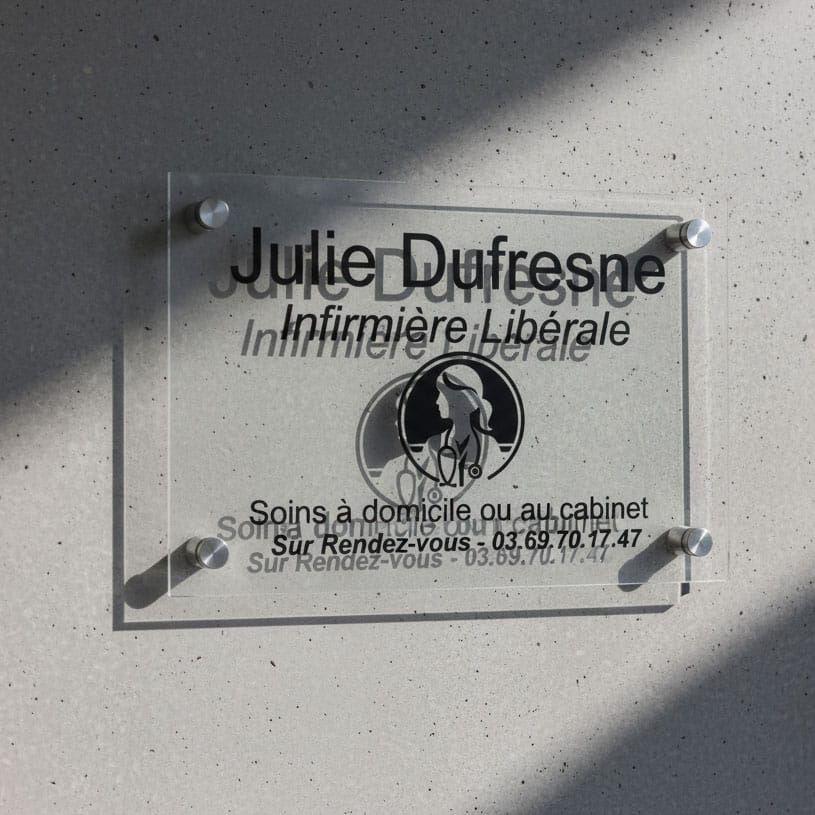 Julie Dufresne
Infirmière Libérale
Soins à domicile ou au cabinet
Sur Rendez-vous - 03.69.70.17.47